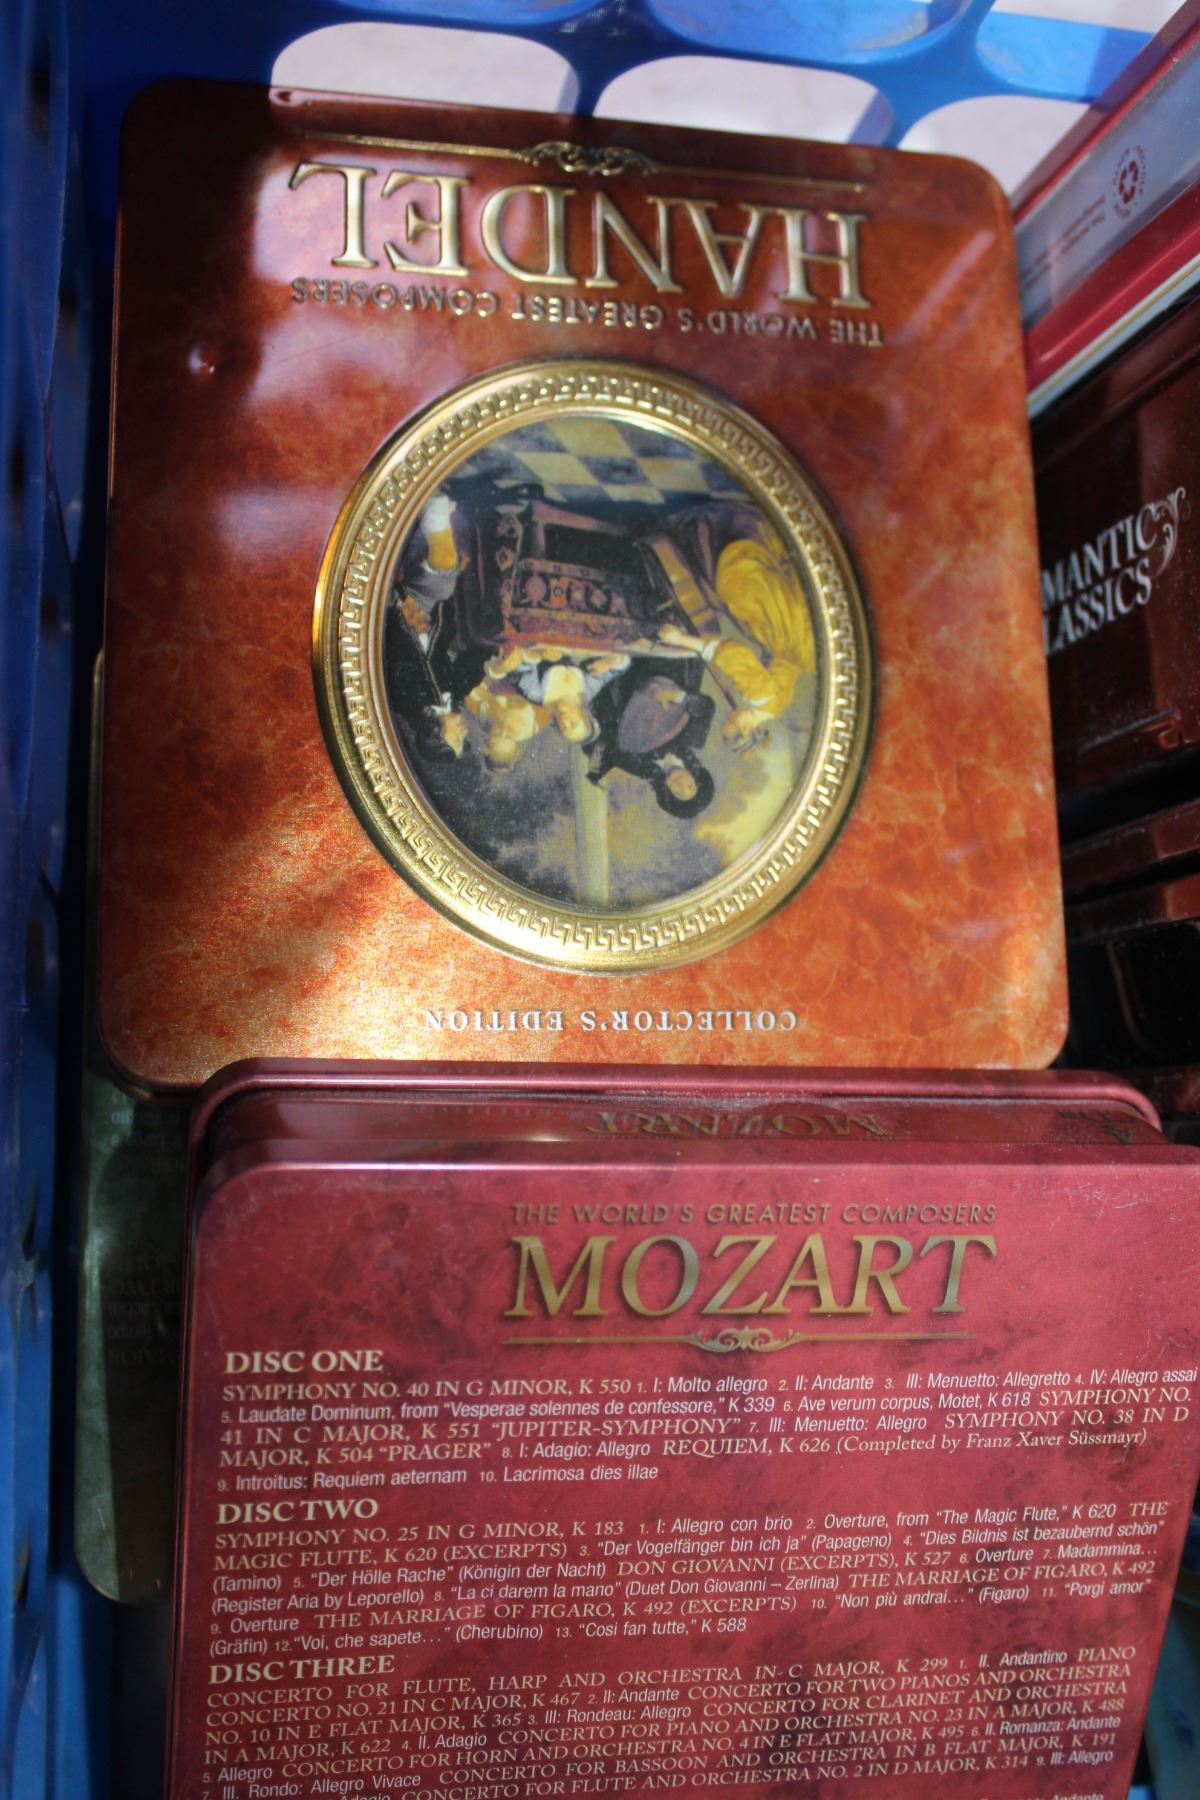 HANDEL
THE WORLD'S GREATEST COMPOSERS
COLLECTOR'S EDITION
MANTIC
LASSICS
MOZART
4
THE WORLD'S GREATEST COMPOSERS
MOZART
DISC ONE
SYMPHONY NO. 40 IN G MINOR, K 550 1. I: Molto allegro 2. II: Andante 3. III: Menuetto: Allegretto 4. IV: Allegro assai
5. Laudate Dominum, from “Vesperae solennes de confessore,” K 339 6. Ave verum corpus, Motet, K 618 SYMPHONY NO.
41 IN C MAJOR, K 551 “JUPITER-SYMPHONY” 7. III: Menuetto: Allegro SYMPHONY NO. 38 IN D
MAJOR, K 504 “PRAGER” 8. I: Adagio: Allegro REQUIEM, K 626 (Completed by Franz Xaver Süssmayr)
9. Introitus: Requiem aeternam 10. Lacrimosa dies illae
DISC TWO
SYMPHONY NO. 25 IN G MINOR, K 183 1. I: Allegro con brio 2. Overture, from “The Magic Flute,” K 620 THE
MAGIC FLUTE, K 620 (EXCERPTS) 3. “Der Vogelfänger bin ich ja” (Papageno) 4. “Dies Bildnis ist bezaubernd schön”
(Tamino) 5. “Der Hölle Rache” (Königin der Nacht) DON GIOVANNI (EXCERPTS), K 527 6. Overture 7. Madammina...
(Register Aria by Leporello) 8. “La ci darem la mano” (Duet Don Giovanni – Zerlina) THE MARRIAGE OF FIGARO, K 492
9. Overture THE MARRIAGE OF FIGARO, K 492 (EXCERPTS) 10. “Non più andrai...” (Figaro) 11. “Porgi amor”
(Gräfin) 12. “Voi, che sapete...” (Cherubino) 13. “Cosi fan tutte,” K 588
DISC THREE
CONCERTO FOR FLUTE, HARP AND ORCHESTRA IN C MAJOR, K 299 1. II. Andantino PIANO
CONCERTO NO. 21 IN C MAJOR, K 467 2. II: Andante CONCERTO FOR TWO PIANOS AND ORCHESTRA
NO. 10 IN E FLAT MAJOR, K 365 3. III: Rondeau: Allegro CONCERTO FOR CLARINET AND ORCHESTRA
IN A MAJOR, K 622 4. II. Adagio CONCERTO FOR PIANO AND ORCHESTRA NO. 23 IN A MAJOR, K 488
5. Allegro CONCERTO FOR HORN AND ORCHESTRA NO. 4 IN E FLAT MAJOR, K 495 6. II. Romanza: Andante
7. III. Rondo: Allegro Vivace CONCERTO FOR BASSOON AND ORCHESTRA IN B FLAT MAJOR, K 191
Adagio CONCERTO FOR FLUTE AND ORCHESTRA NO. 2 IN D MAJOR, K 314 9. III: Allegro
Andante